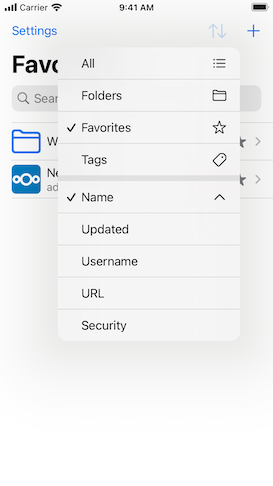 Carrier 9:41 AM
Settings
Favo
Sear
All
Folders
W
Favorites
Tags
Ne
ad
Name
Updated
Username
URL
Security